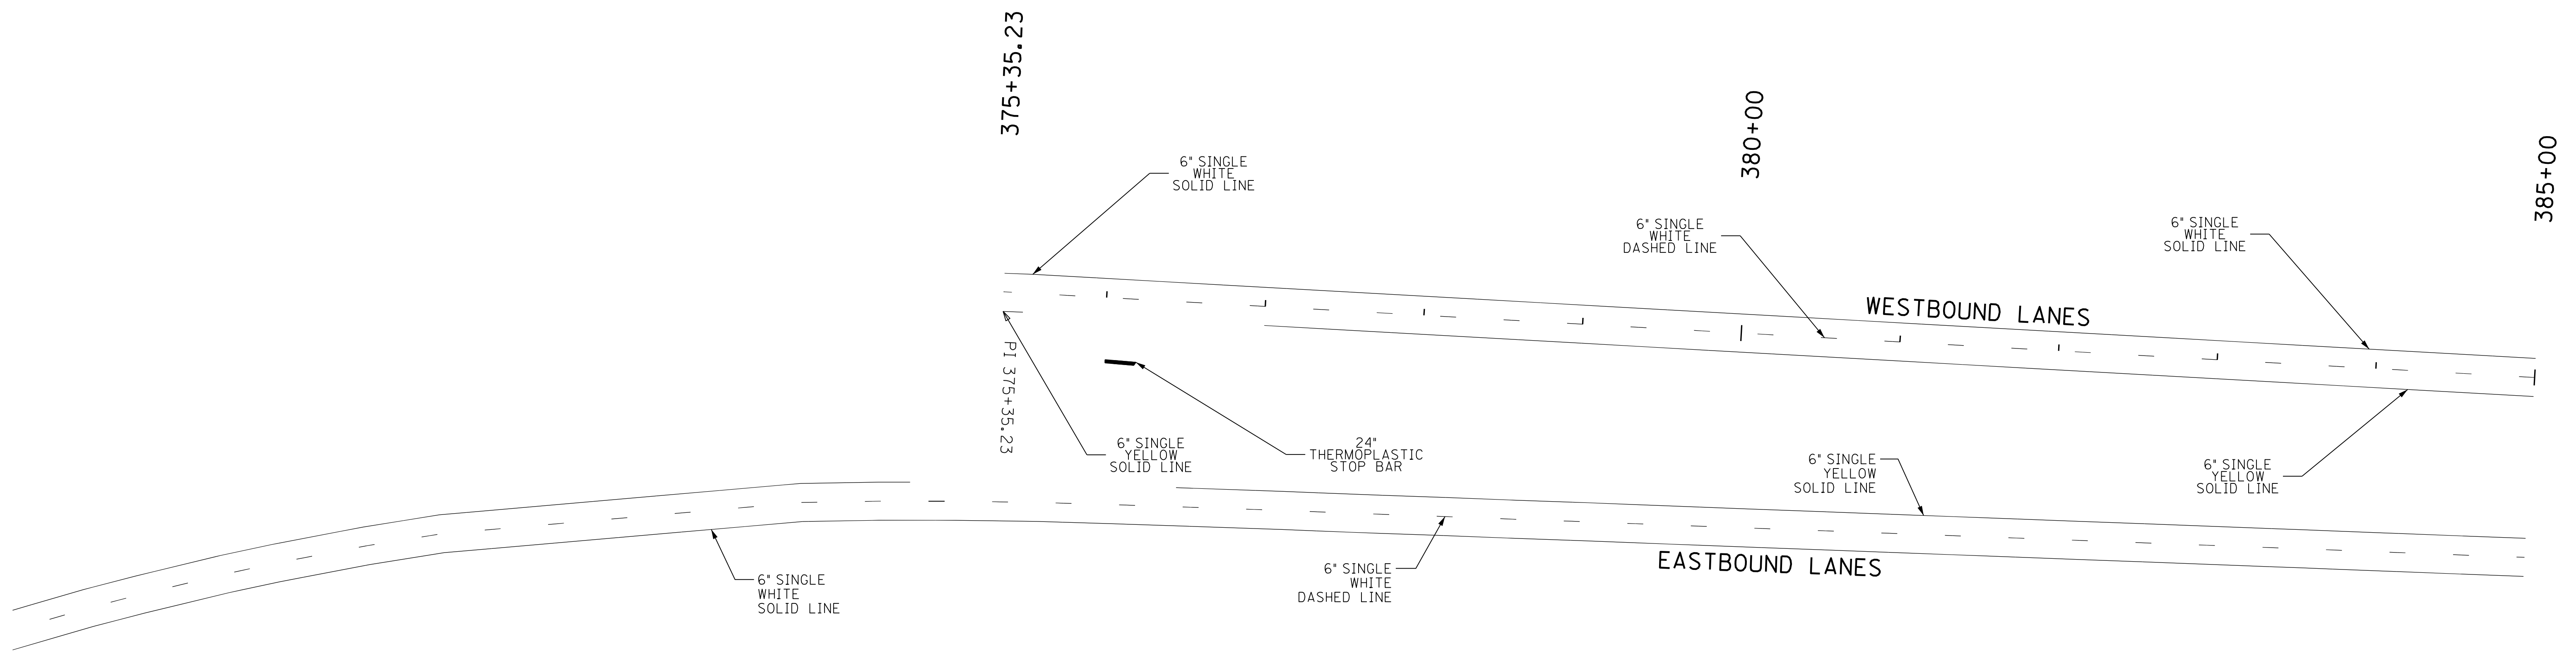 375+35.23
380+00
385+00
6" SINGLE
WHITE
SOLID LINE
6" SINGLE
WHITE
DASHED LINE
6" SINGLE
WHITE
SOLID LINE
WESTBOUND LANES
PI 375+35.23
6" SINGLE
YELLOW
SOLID LINE
24"
THERMOPLASTIC
STOP BAR
6" SINGLE
YELLOW
SOLID LINE
6" SINGLE
YELLOW
SOLID LINE
6" SINGLE
WHITE
SOLID LINE
6" SINGLE
WHITE
DASHED LINE
EASTBOUND LANES